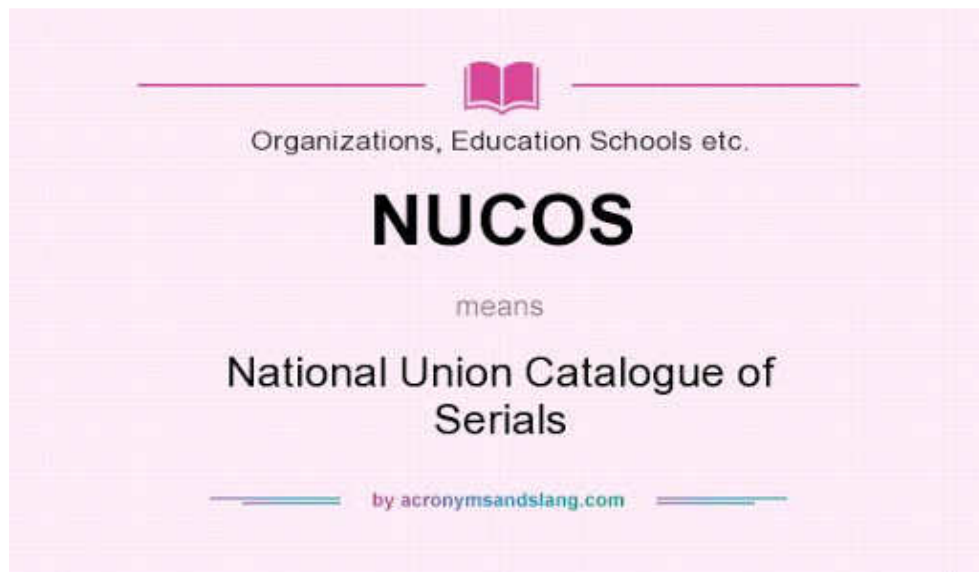 Organizations, Education Schools etc.
NUCOS
means
National Union Catalogue of
Serials
by acronymsandslang.com